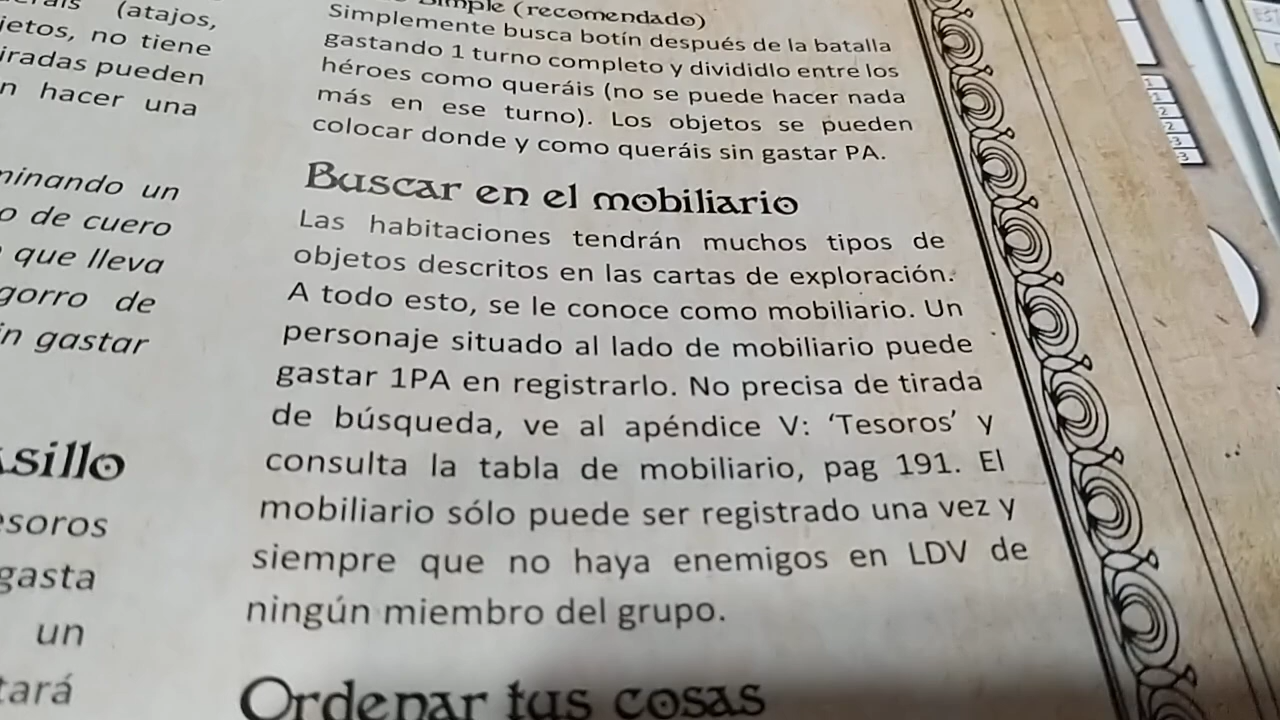 (atajos,
no tiene
pueden
hacer una
un
de cuero
que lleva
gorro de
gastar
gasta
un
Simple (recomendado)
Simplemente busca botín después de la batalla
gastando 1 turno completo y divididlo entre los
héroes como queráis (no se puede hacer nada
más en ese turno). Los objetos se pueden
colocar donde y como queráis sin gastar PA.
Buscar en el mobiliario
Las habitaciones tendrán muchos tipos de
objetos descritos en las cartas de exploración.
A todo esto, se le conoce como mobiliario. Un
personaje situado al lado de mobiliario puede
gastar 1PA en registrarlo. No precisa de tirada
de búsqueda, ve al apéndice V: ‘Tesoros’ y
consulta la tabla de mobiliario, pag 191. El
mobiliario sólo puede ser registrado una vez y
siempre que no haya enemigos en LDV de
ningún miembro del grupo.
Ordenar tus cosas